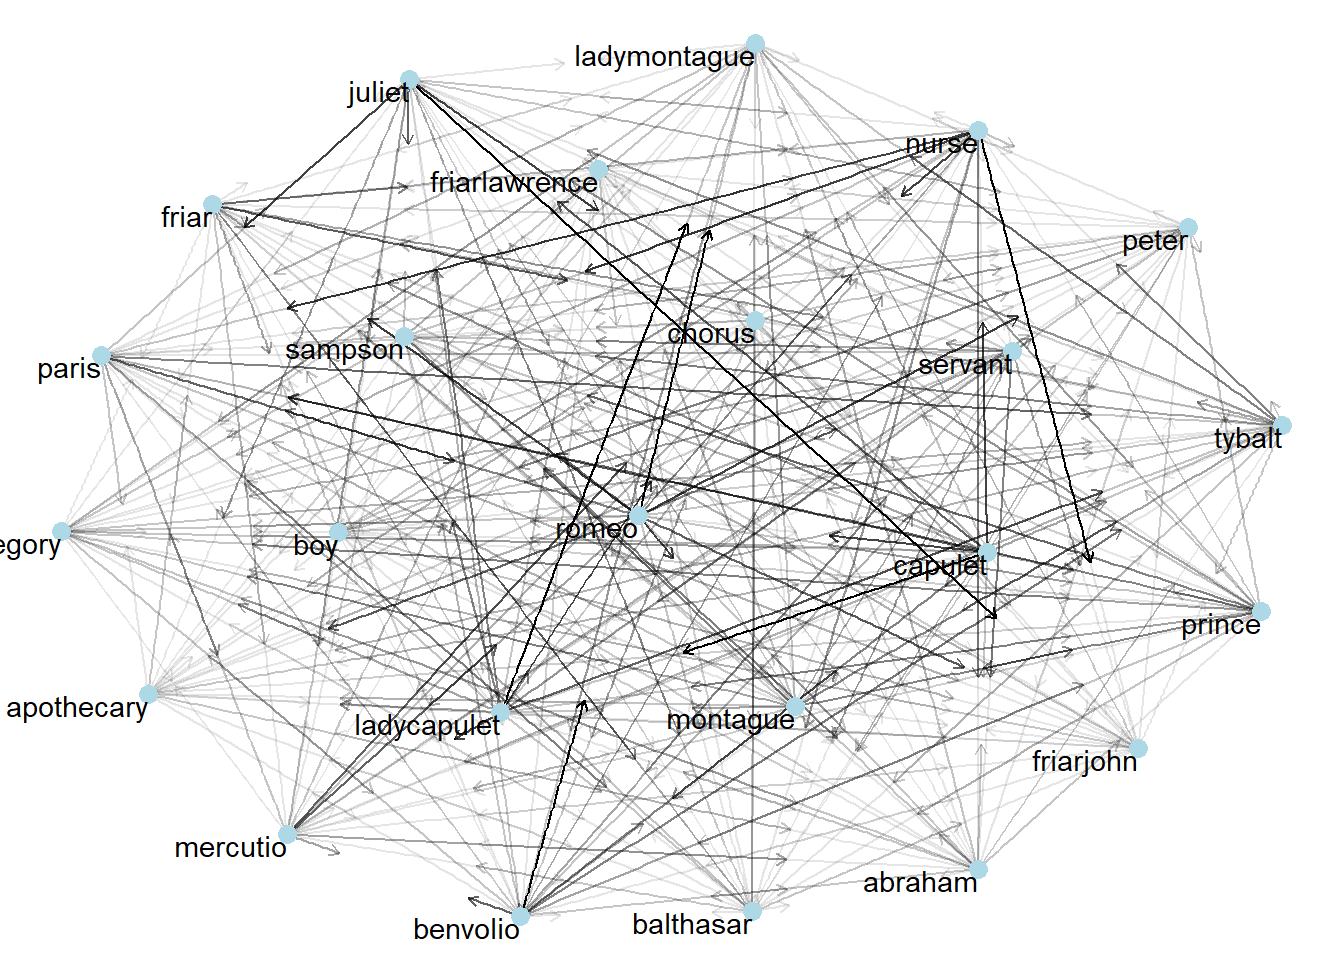 ladymontague
juliet
nurse
friarlawrence
friar
peter
chorus
sampson
servant
paris
tybalt
romeo
boy
egory
capulet
prince
apothecary
montague
ladycapulet
friarjohn
mercutio
abraham
balthasar
benvolio